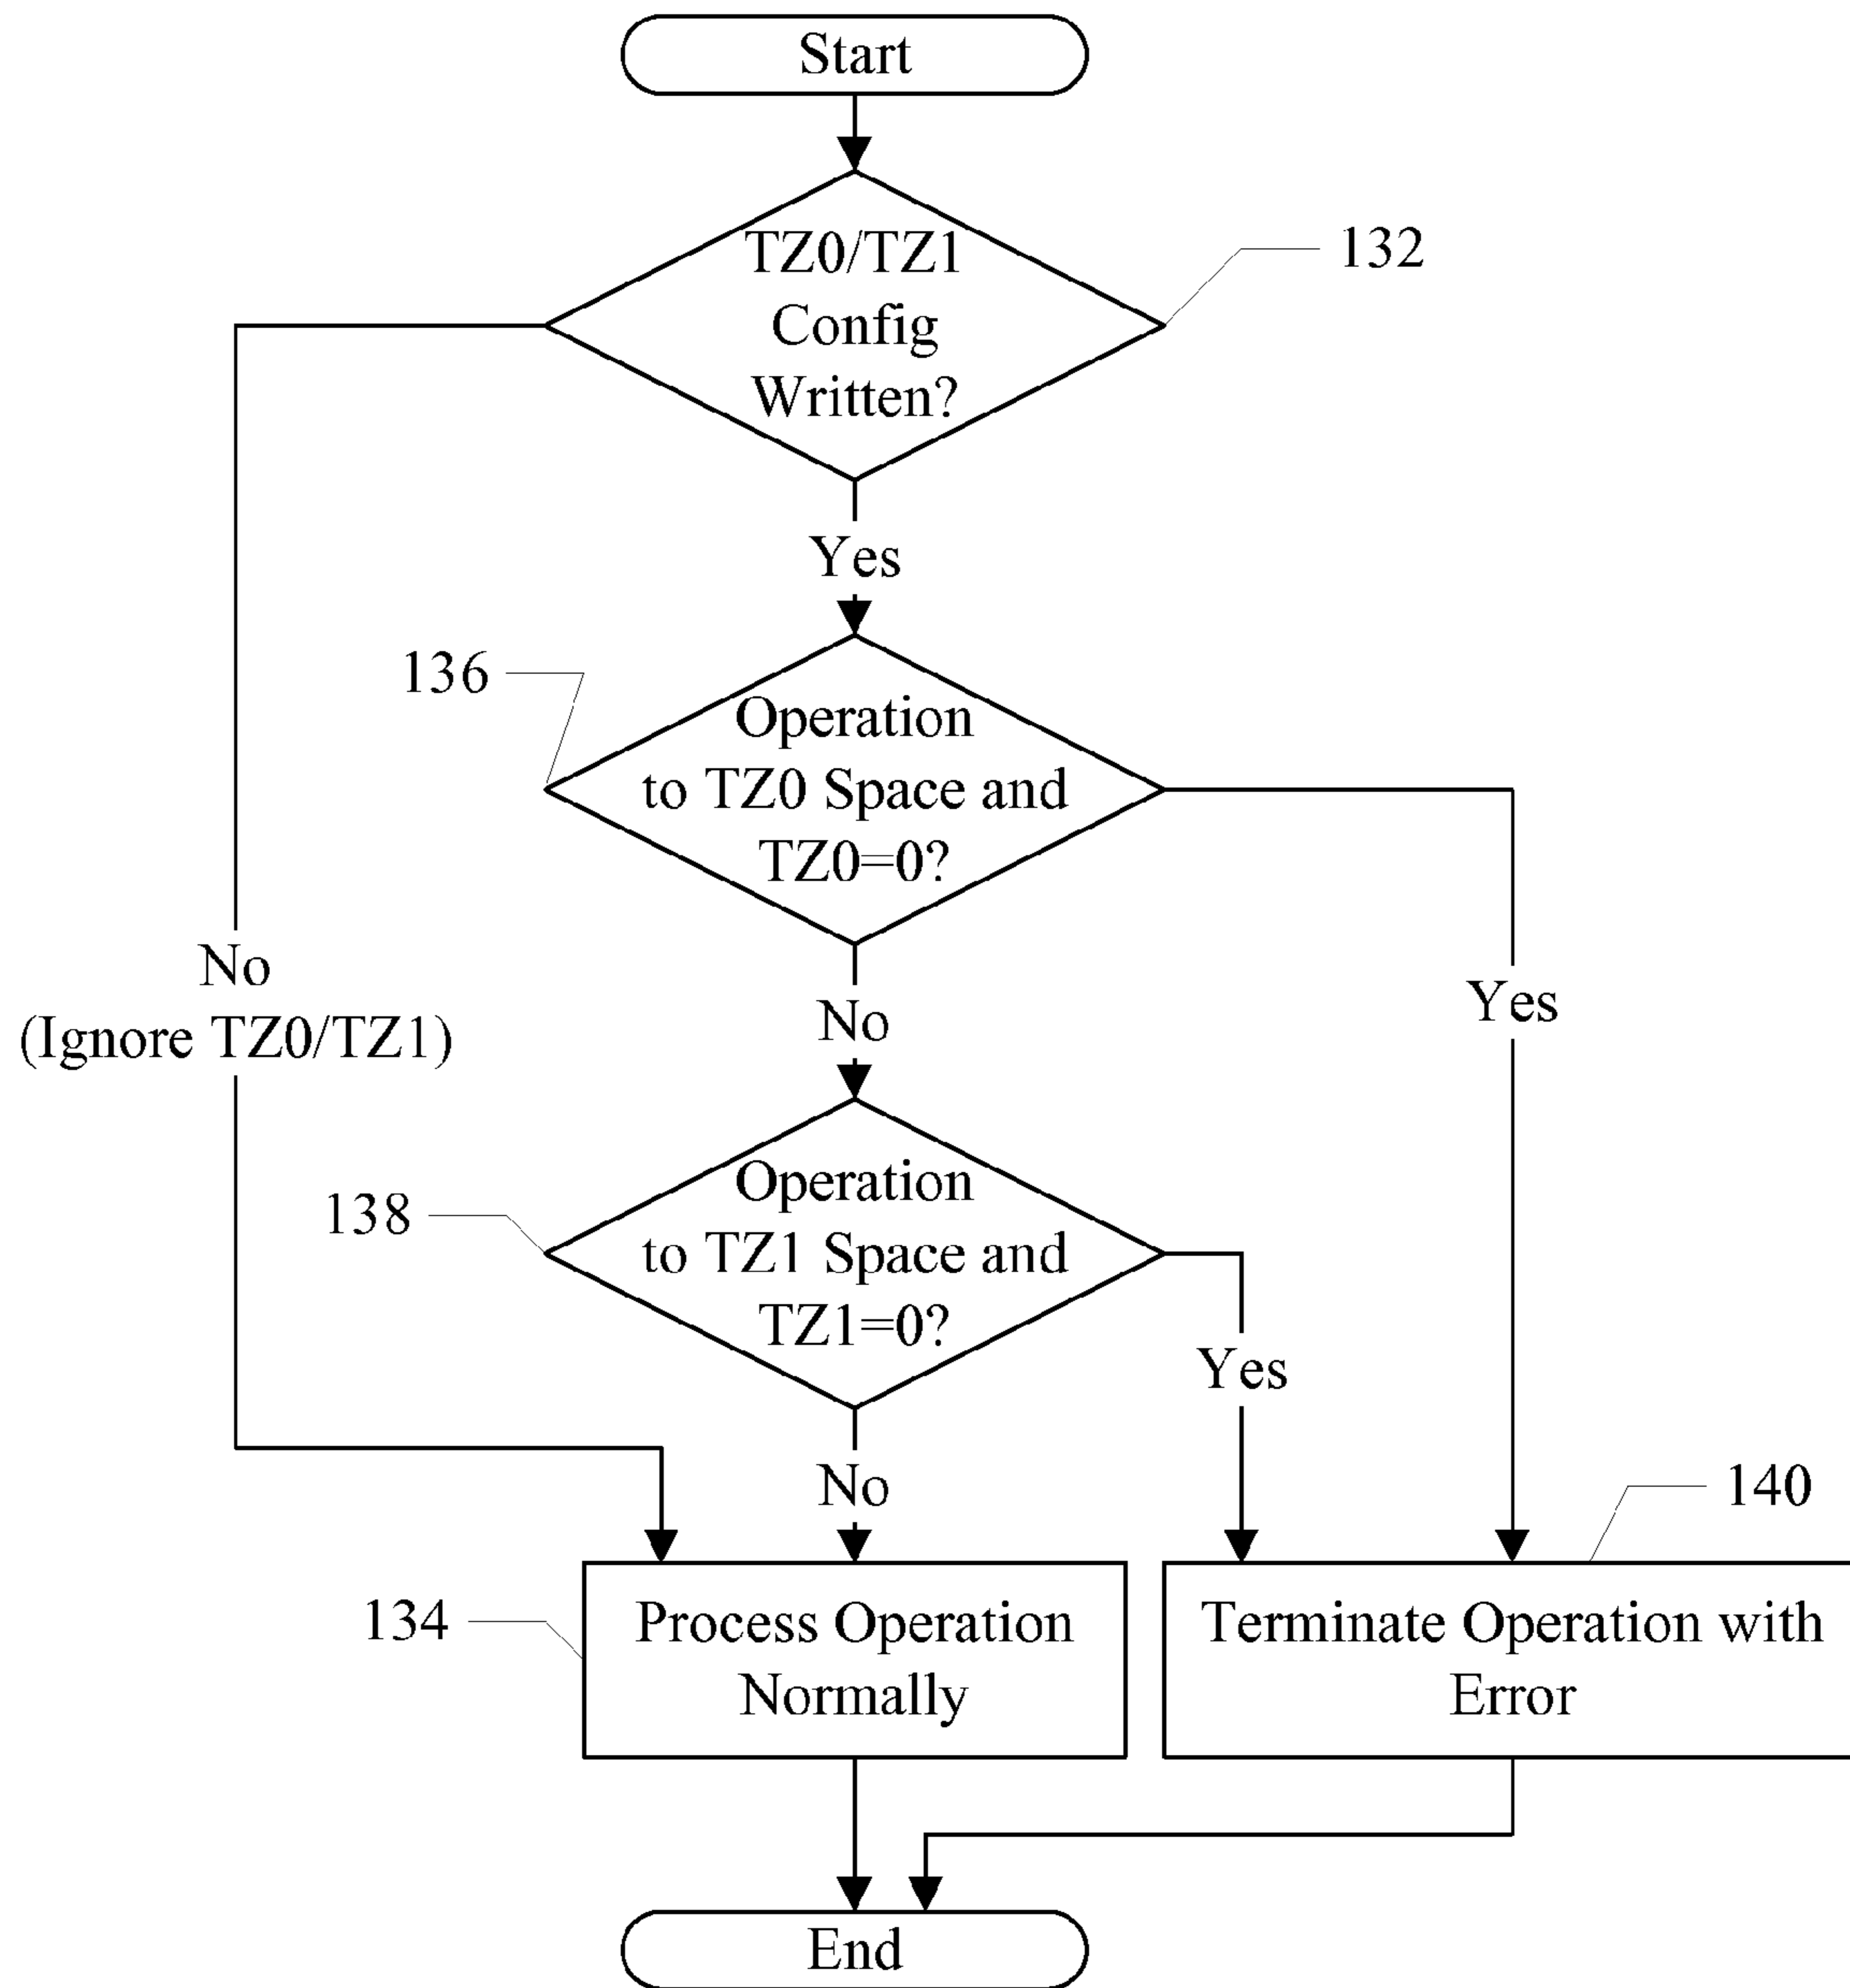 Start
TZ0/TZ1
Config
Written?
132
Yes
136
Operation
to TZ0 Space and
TZ0=0?
No
(Ignore TZ0/TZ1)
Yes
No
138
Operation
to TZ1 Space and
TZ1=0?
Yes
No
140
134
Process Operation
Normally
Terminate Operation with
Error
End